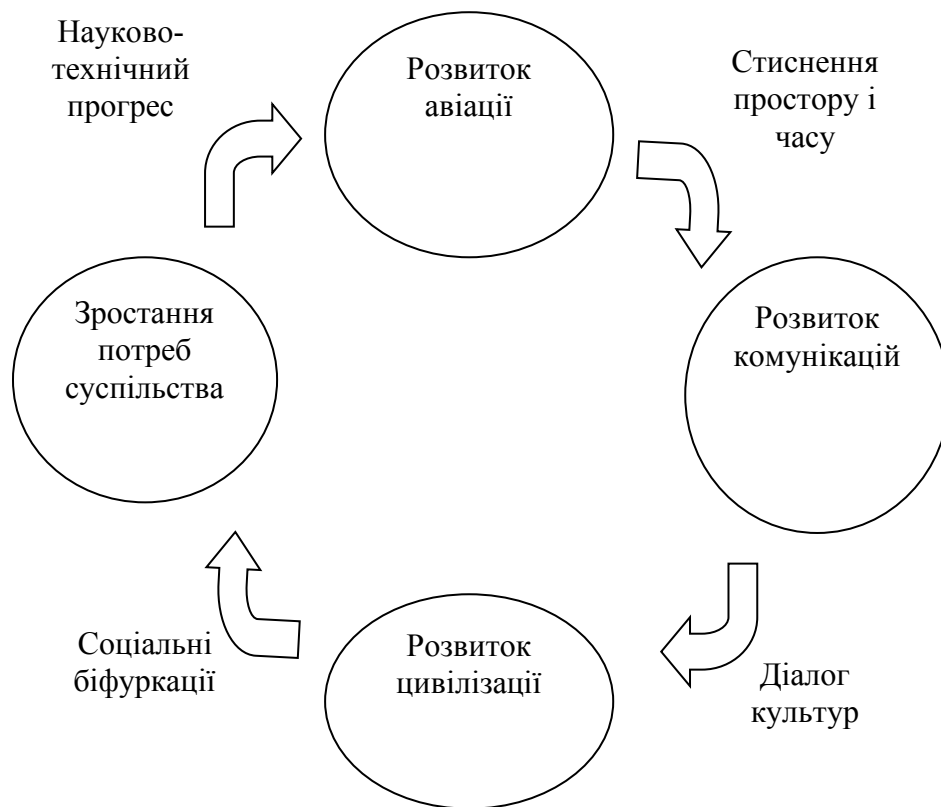 Науково-
технічний
прогрес
Розвиток
авіації
Стиснення
простору і
часу
Зростання
потреб
суспільства
Розвиток
комунікацій
Соціальні
біфуркації
Розвиток
цивілізації
Діалог
культур